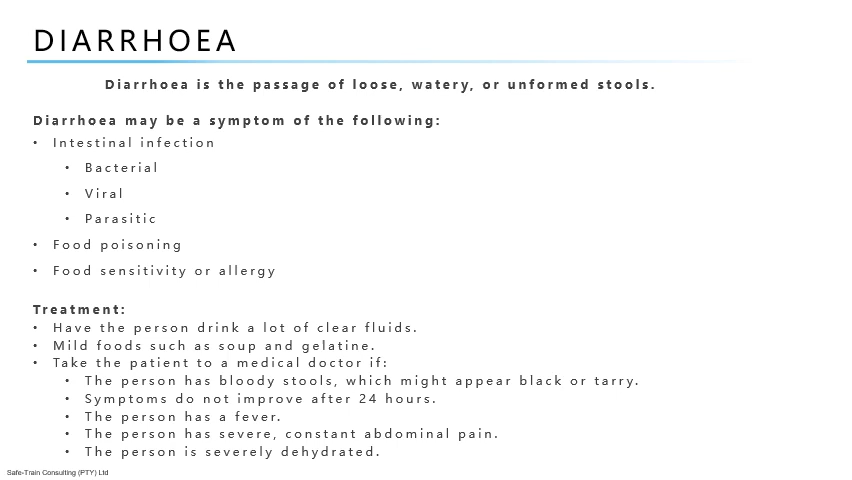 DIARRHOEA
Diarrhoea is the passage of loose, watery, or unformed stools.
Diarrhoea may be a symptom of the following:
• Intestinal infection
• Bacterial
• Viral
• Parasitic
• Food poisoning
• Food sensitivity or allergy
Treatment:
• Have the person drink a lot of clear fluids.
• Mild foods such as soup and gelatine.
• Take the patient to a medical doctor if:
• The person has bloody stools, which might appear black or tarry.
• Symptoms do not improve after 24 hours.
• The person has a fever.
• The person has severe, constant abdominal pain.
• The person is severely dehydrated.
Safe-Train Consulting (PTY) Ltd